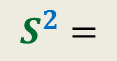 s² =